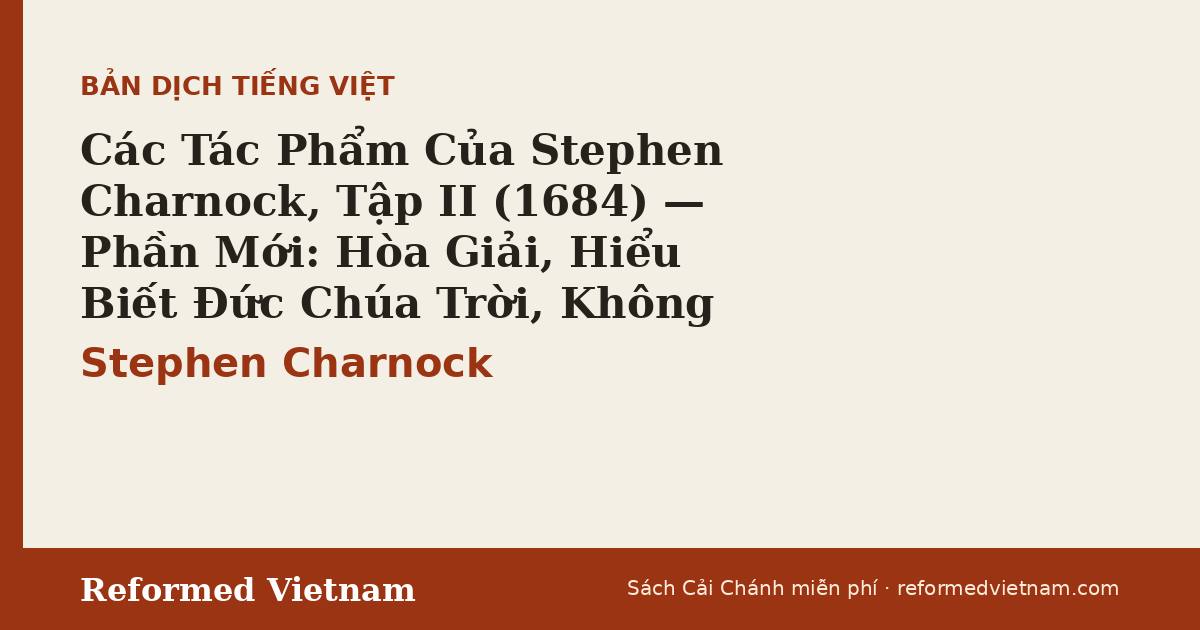 BẢN DỊCH TIẾNG VIỆT
Các Tác Phẩm Của Stephen
Charnock, Tập II (1684) —
Phần Mới: Hòa Giải, Hiểu
Biết Đức Chúa Trời, Không
Stephen Charnock
Reformed Vietnam
Sách Cải Chánh miễn phí · reformedvietnam.com